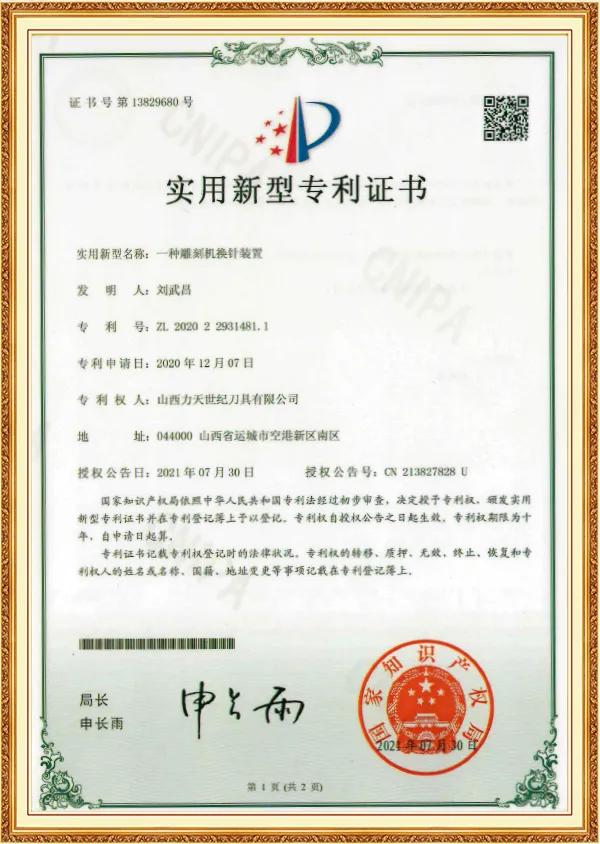 证书号第13829680号
CNIPA
实用新型专利证书
实用新型名称：一种雕刻机换针装置
CNIPA
发明人：刘武昌
专利号：ZL 2020 2 2931481.1
专利申请日：2020年12月07日
专利权人：山西力天世纪刀具有限公司
地址：044000 山西省运城市空港新区南区
授权公告日：2021年07月30日 授权公告号：CN 213827828 U
国家知识产权局依照中华人民共和国专利法经过初步审查，决定授予专利权，颁发实用
新型专利证书并在专利登记簿上予以登记。专利权自授权公告之日起生效。专利权期限为十
年，自申请日起算。
专利证书记载专利权登记时的法律状况。专利权的转移、质押、无效、终止、恢复和专
利权人的姓名或名称、国籍、地址变更等事项记载在专利登记簿上。
局长
申长雨
申长雨
国家知识产权局
2021年07月30日
第1页(共2页)